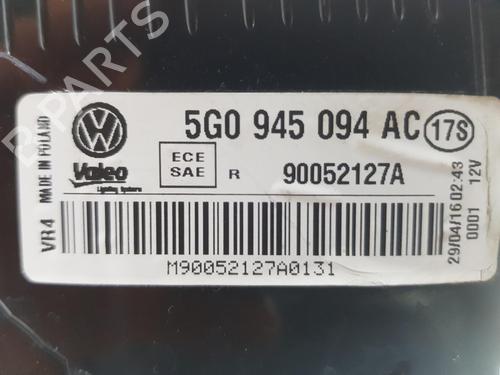 VR4 MADE IN POLAND
VW
5G0 945 094 AC 17S
Valeo
Lighting Systems
ECE
SAE
R 90052127A
M90052127A0131
29/04/16 02:43
0001 12V